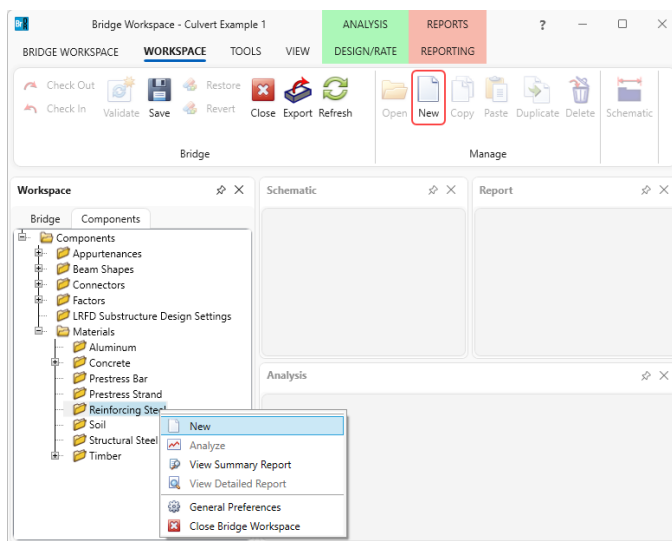 Br
Bridge Workspace - Culvert Example 1
ANALYSIS
REPORTS
?
BRIDGE WORKSPACE
WORKSPACE
TOOLS
VIEW
DESIGN/RATE
REPORTING
Check Out
Check In
Validate
Save
Restore
Revert
Close
Export
Refresh
Open
New
Copy
Paste
Duplicate
Delete
Schematic
Bridge
Manage
Workspace
Schematic
Report
Bridge
Components
Components
Appurtenances
Beam Shapes
Connectors
Factors
LRFD Substructure Design Settings
Materials
Aluminum
Concrete
Prestress Bar
Prestress Strand
Reinforcing Steel
Soil
Structural Steel
Timber
Analysis
New
Analyze
View Summary Report
View Detailed Report
General Preferences
Close Bridge Workspace